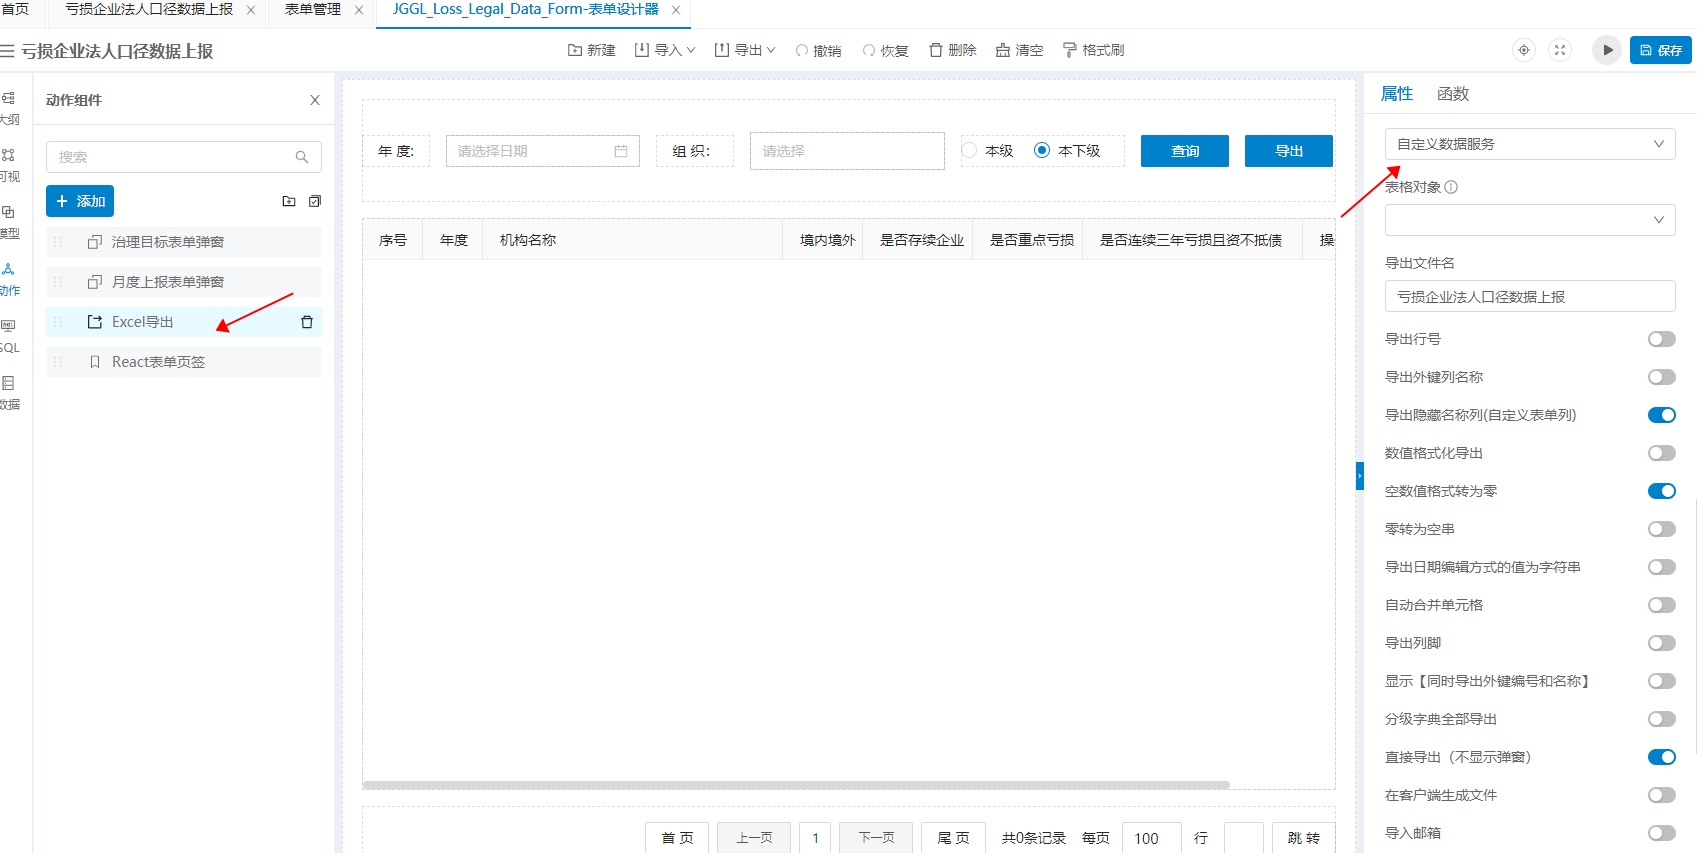 首页 亏损企业法人口径数据上报 表单管理 JGGL_Loss_Legal_Data_Form-表单设计器
亏损企业法人口径数据上报 新建 导入 导出 撤销 恢复 删除 清空 格式刷 保存
大纲
可视
模型
动作
SQL
数据
动作组件
搜索
添加
治理目标表单弹窗
月度上报表单弹窗
Excel导出
React表单页签
年 度: 请选择日期 组 织: 请选择 本级 本下级 查询 导出
序号 年度 机构名称 境内境外 是否存续企业 是否重点亏损 是否连续三年亏损且资不抵债 操
首 页 上一页 1 下一页 尾 页 共0条记录 每页 100 行 跳 转
属性 函数
自定义数据服务
表格对象
导出文件名
亏损企业法人口径数据上报
导出行号
导出外键列名称
导出隐藏名称列(自定义表单列)
数值格式化导出
空数值格式转为零
零转为空串
导出日期编辑方式的值为字符串
自动合并单元格
导出列脚
显示【同时导出外键编号和名称】
分级字典全部导出
直接导出（不显示弹窗）
在客户端生成文件
导入邮箱